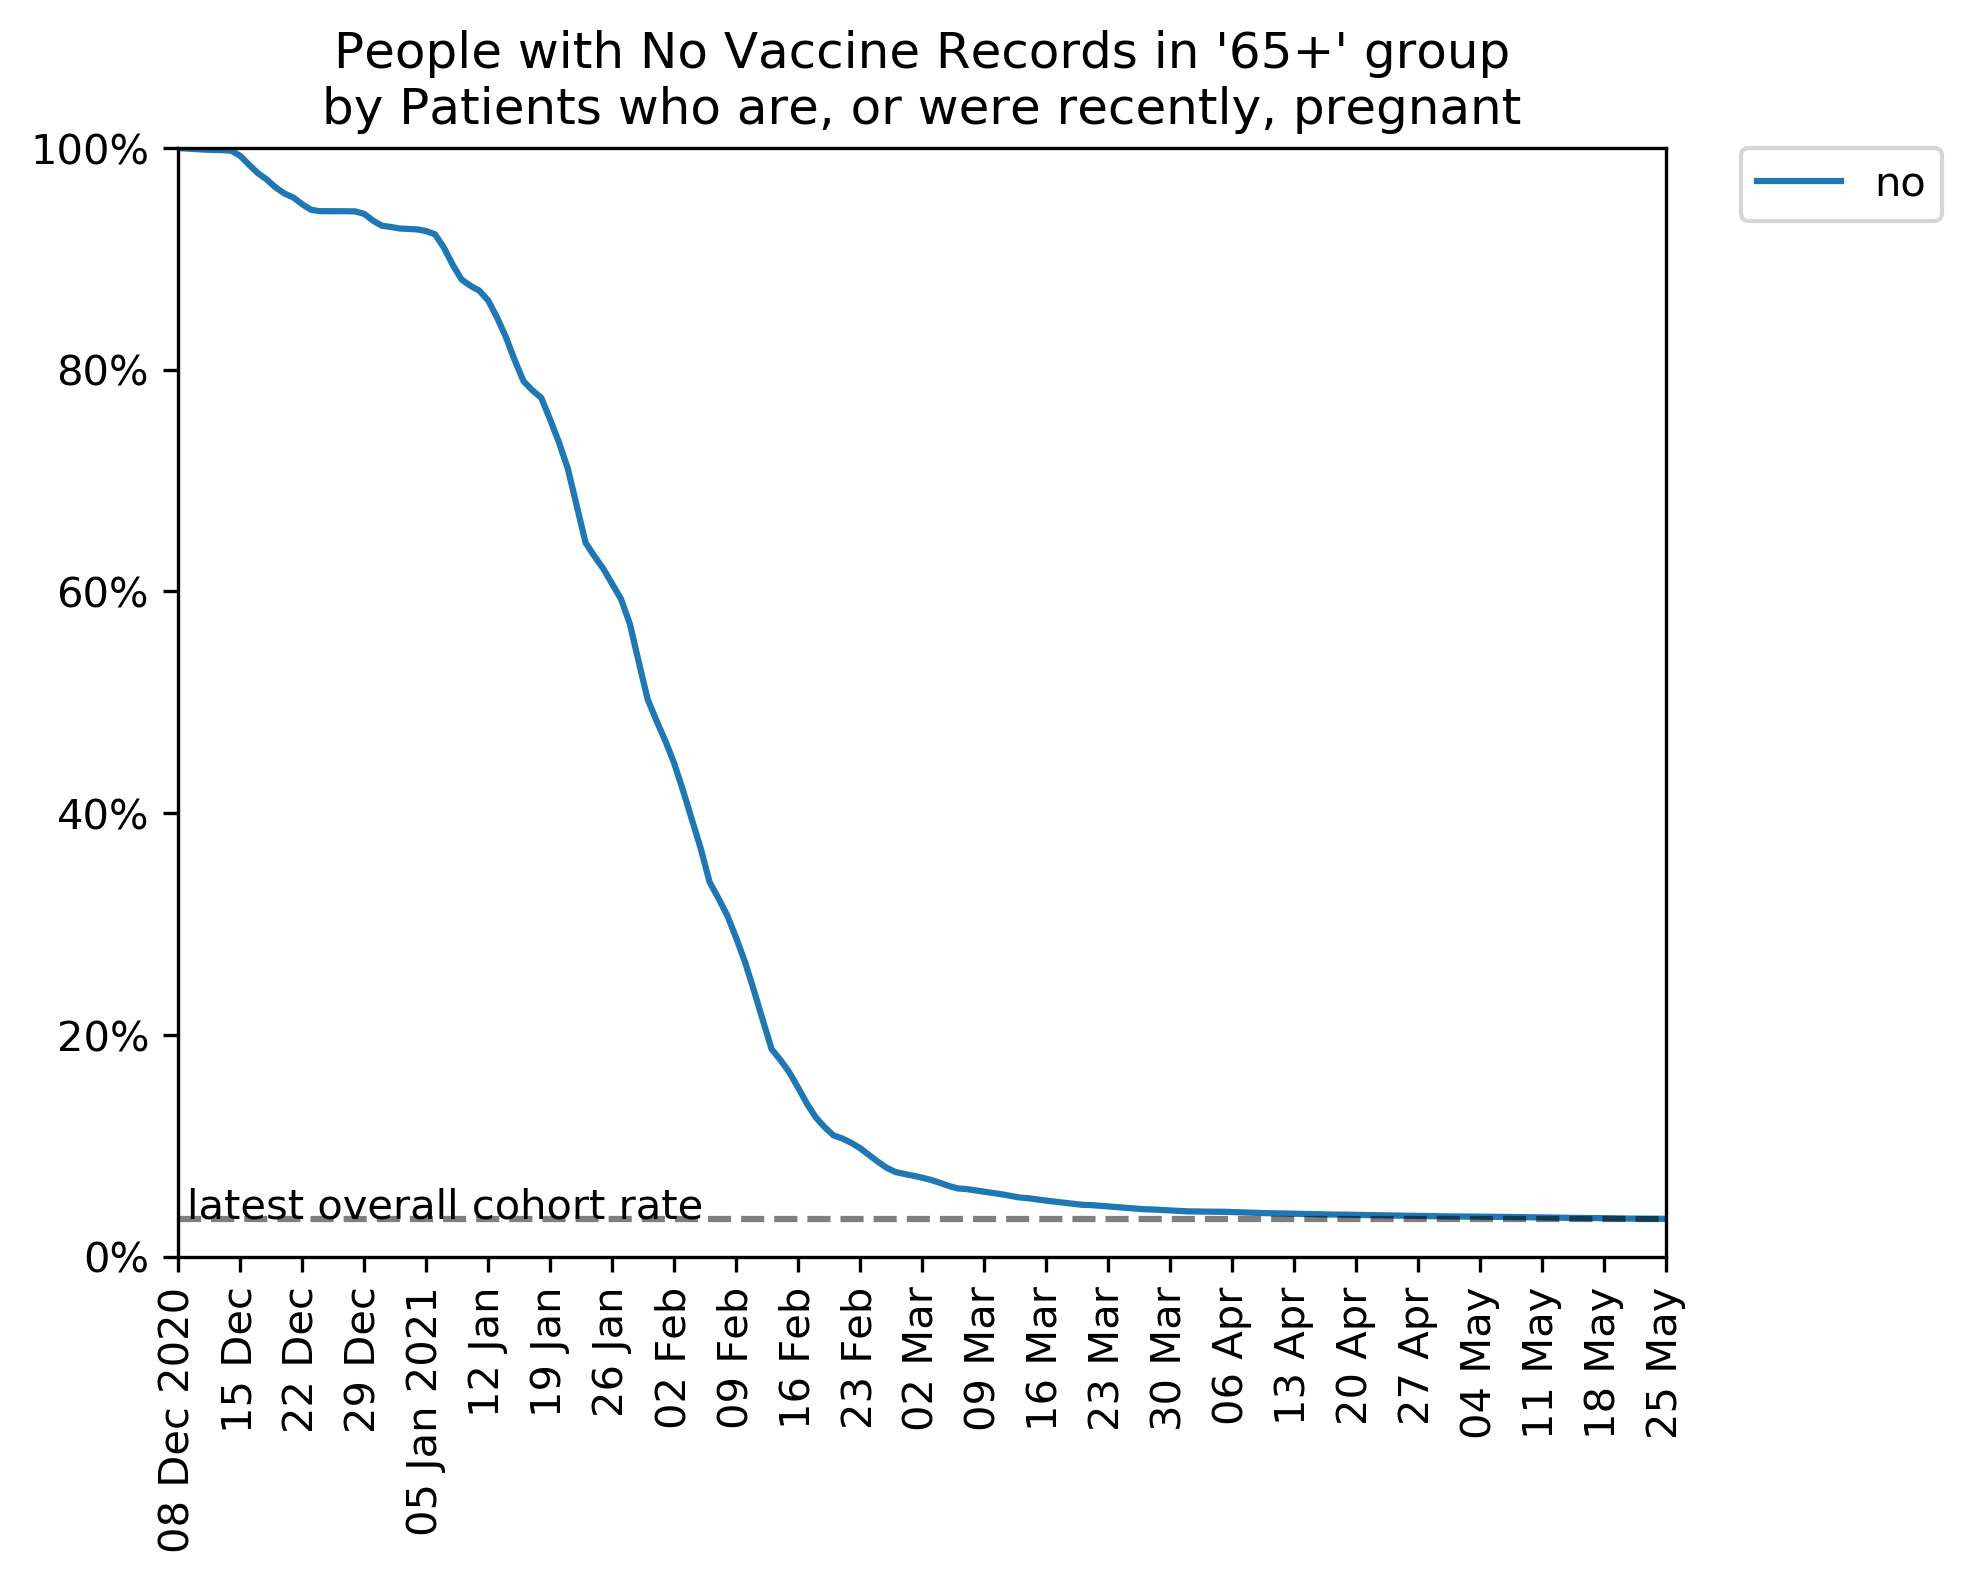 People with No Vaccine Records in '65+' group
by Patients who are, or were recently, pregnant
100%
80%
60%
40%
20%
0%
no
latest overall cohort rate
08 Dec 2020
15 Dec
22 Dec
29 Dec
05 Jan 2021
12 Jan
19 Jan
26 Jan
02 Feb
09 Feb
16 Feb
23 Feb
02 Mar
09 Mar
16 Mar
23 Mar
30 Mar
06 Apr
13 Apr
20 Apr
27 Apr
04 May
11 May
18 May
25 May